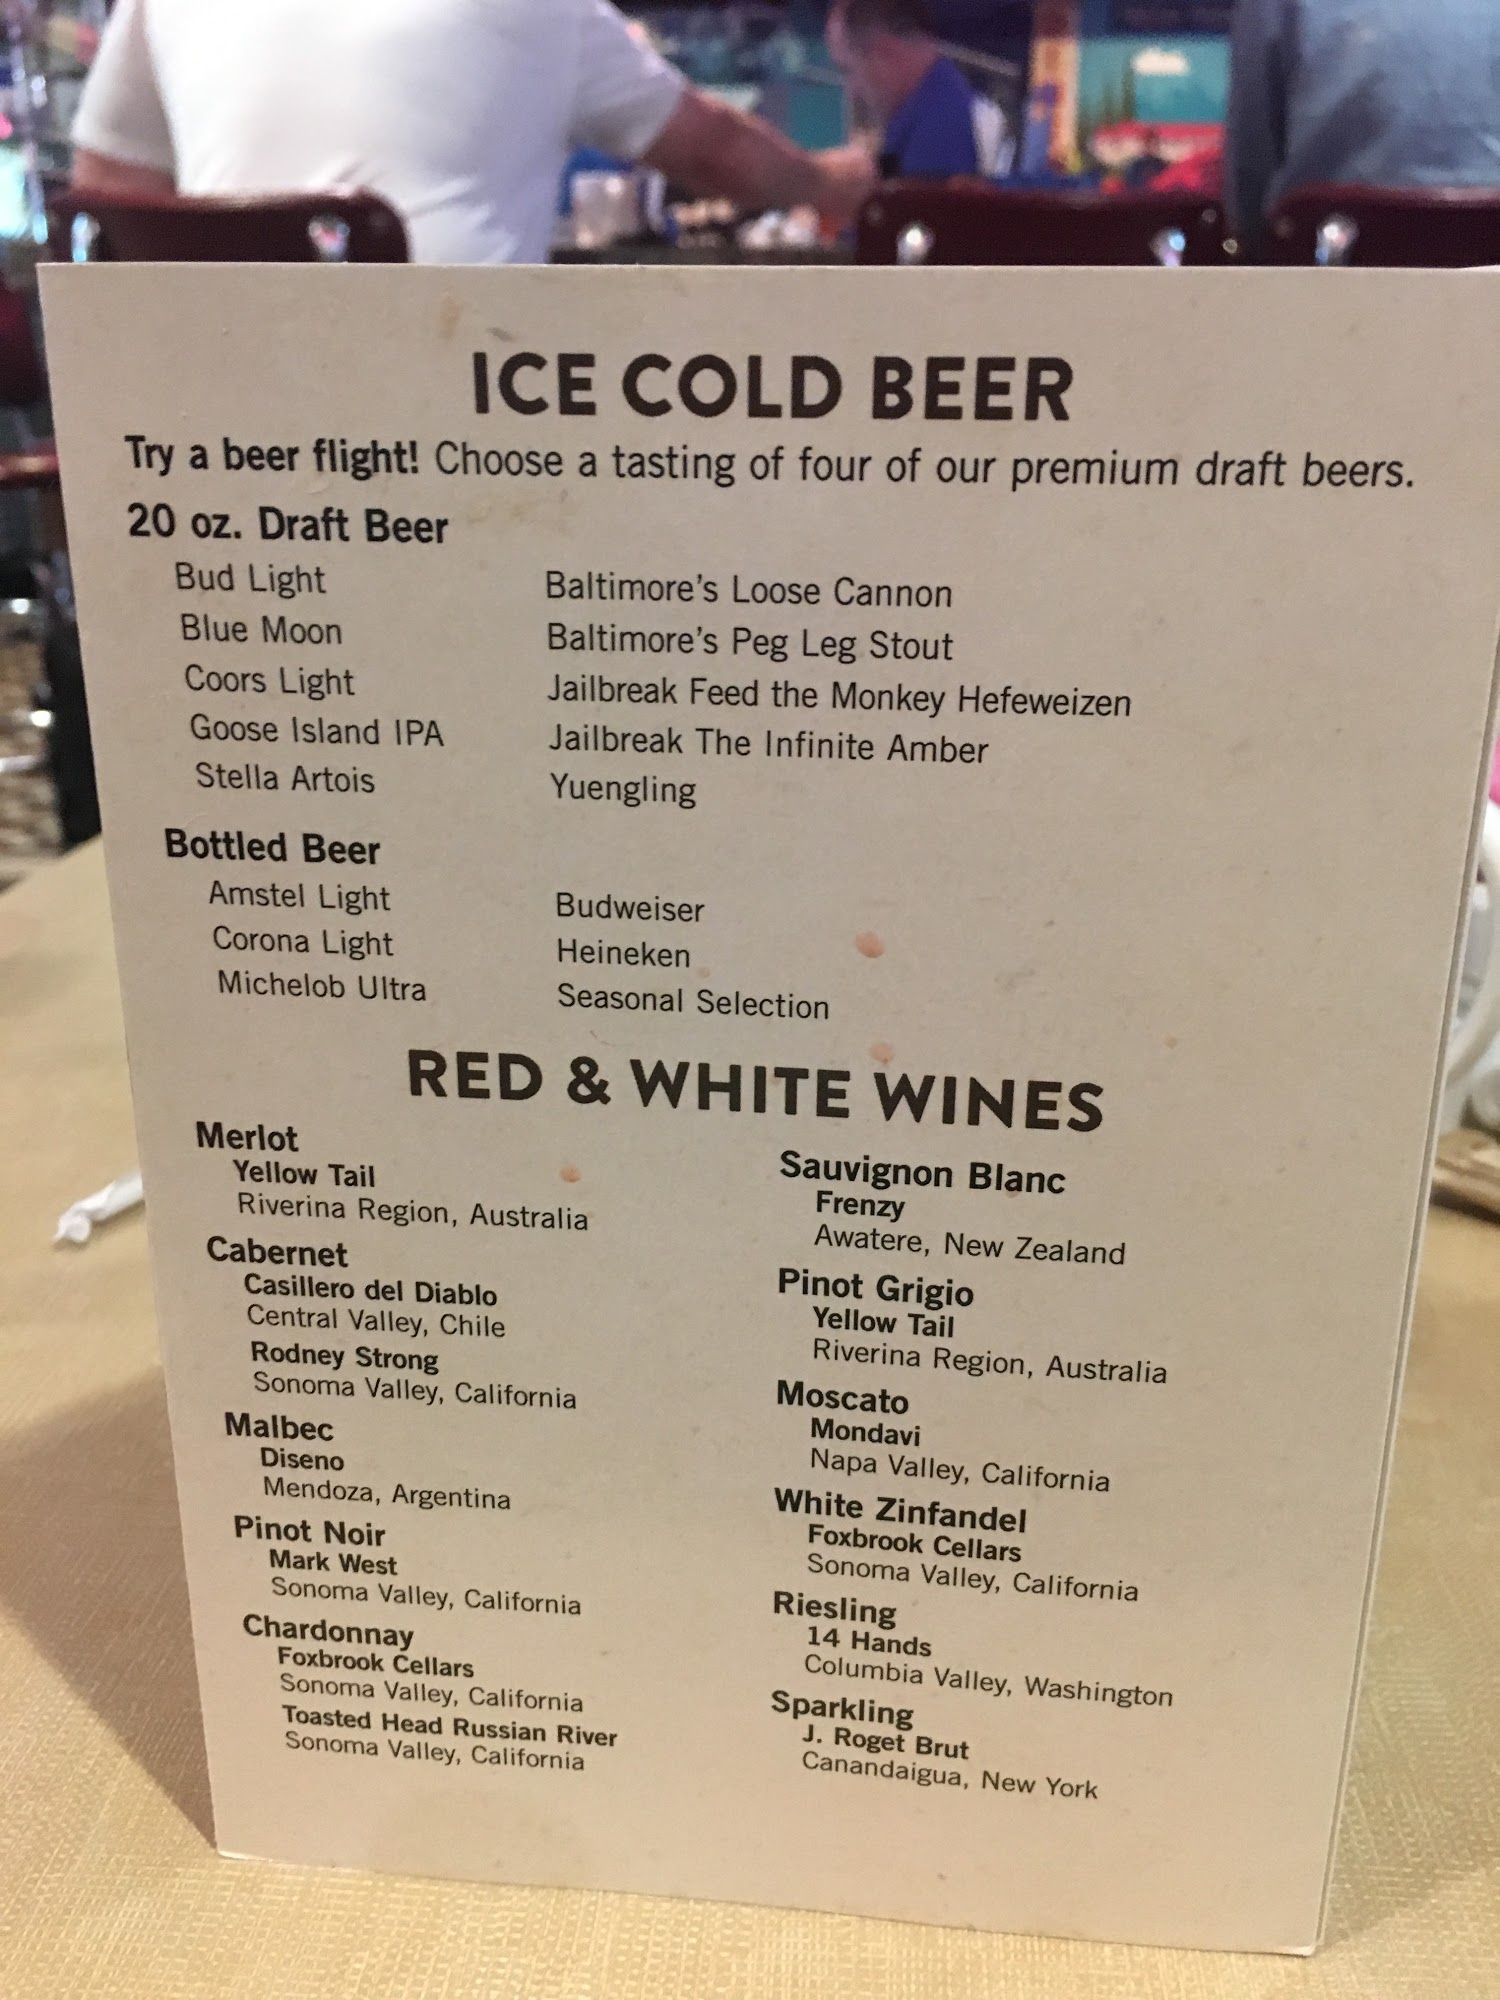 ICE COLD BEER
Try a beer flight! Choose a tasting of four of our premium draft beers.
20 oz. Draft Beer
Bud Light
Blue Moon
Coors Light
Goose Island IPA
Stella Artois
Baltimore's Loose Cannon
Baltimore's Peg Leg Stout
Jailbreak Feed the Monkey Hefeweizen
Jailbreak The Infinite Amber
Yuengling
Bottled Beer
Amstel Light
Corona Light
Michelob Ultra
Budweiser
Heineken
Seasonal Selection
RED & WHITE WINES
Merlot
Yellow Tail
Riverina Region, Australia
Cabernet
Casillero del Diablo
Central Valley, Chile
Rodney Strong
Sonoma Valley, California
Malbec
Diseno
Mendoza, Argentina
Pinot Noir
Mark West
Sonoma Valley, California
Chardonnay
Foxbrook Cellars
Sonoma Valley, California
Toasted Head Russian River
Sonoma Valley, California
Sauvignon Blanc
Frenzy
Awatere, New Zealand
Pinot Grigio
Yellow Tail
Riverina Region, Australia
Moscato
Mondavi
Napa Valley, California
White Zinfandel
Foxbrook Cellars
Sonoma Valley, California
Riesling
14 Hands
Columbia Valley, Washington
Sparkling
J. Roget Brut
Canandaigua, New York